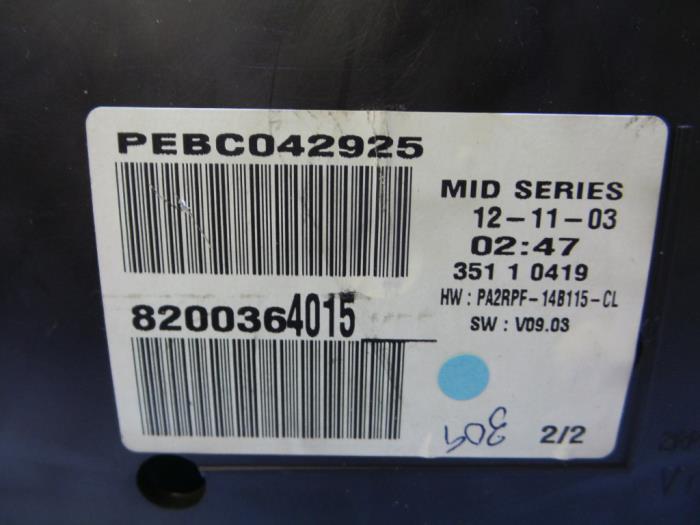 PEBC042925
MID SERIES
12-11-03
02:47
351 1 0419
HW : PA2RPF-14B115-CL
SW : V09.03
8200364015
2/2